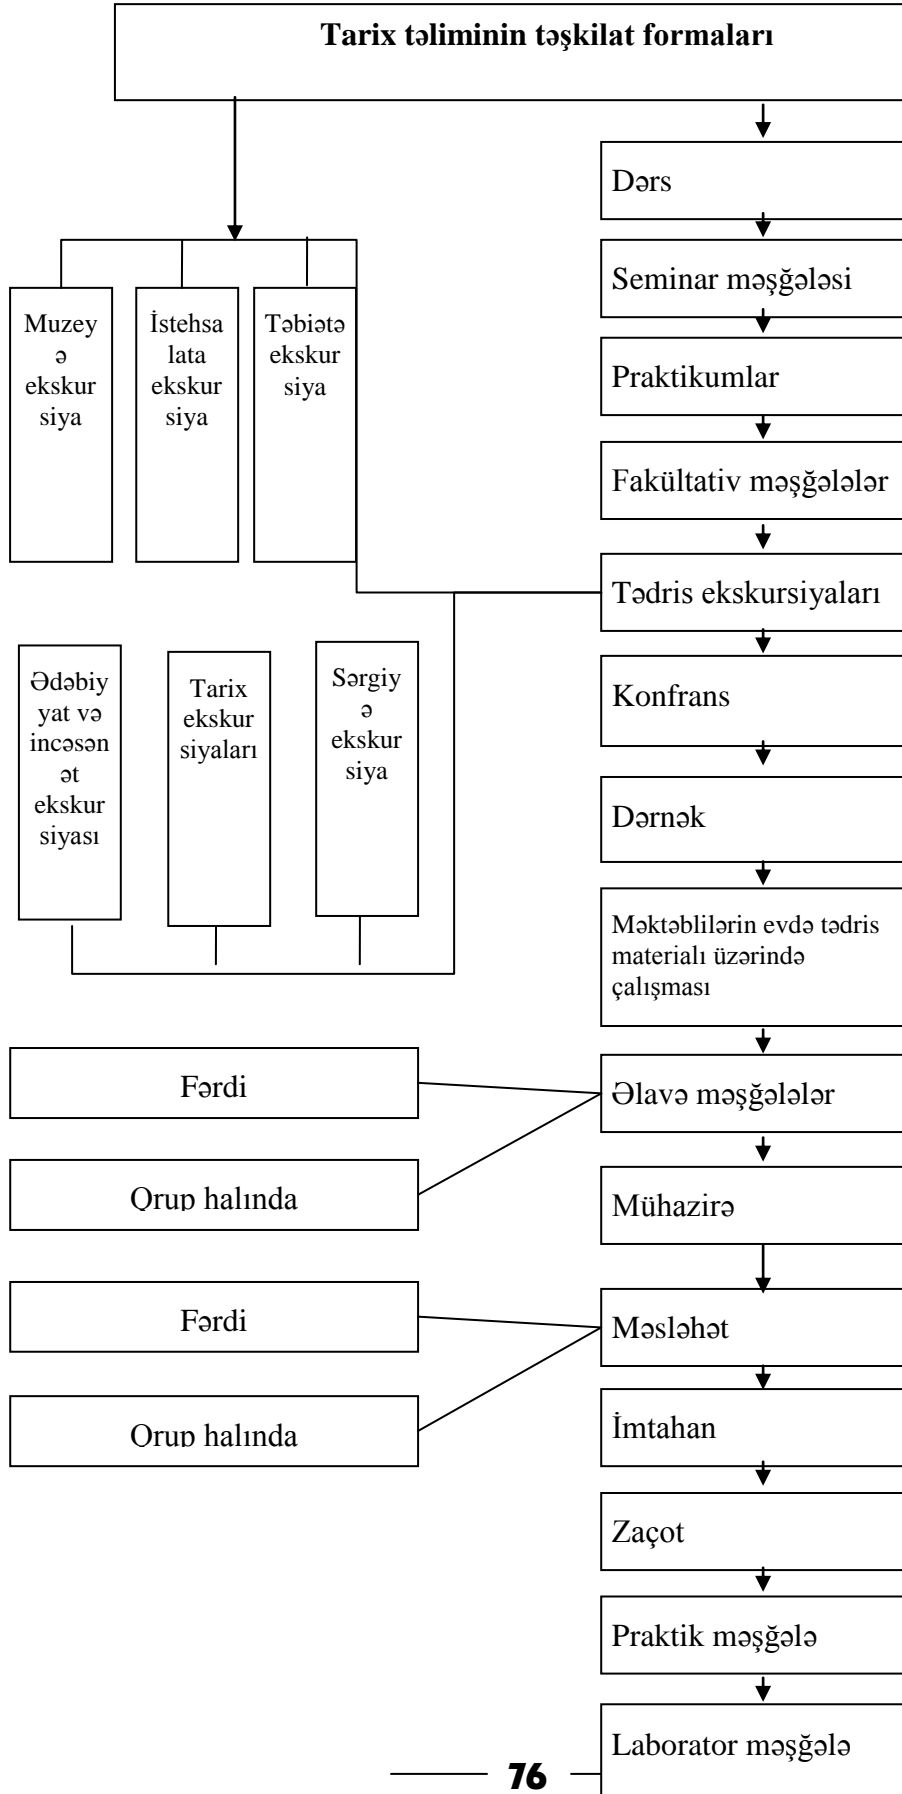 Tarix təliminin təşkilat formaları
Dərs
Seminar məşğələsi
Praktikumlar
Fakültativ məşğələlər
Tədris ekskursiyaları
Konfrans
Dərnək
Məktəblilərin evdə tədris
materialı üzərində
çalışması
Əlavə məşğələlər
Mühazirə
Məsləhət
İmtahan
Zaçot
Praktik məşğələ
Laborator məşğələ
Muzey
ə
ekskur
siya
İstehsa
lata
ekskur
siya
Təbiətə
ekskur
siya
Ədəbiy
yat və
incəsən
ət
ekskur
siyası
Tarix
ekskur
siyaları
Sərgiy
ə
ekskur
siya
Fərdi
Qrup halında
Fərdi
Qrup halında
76